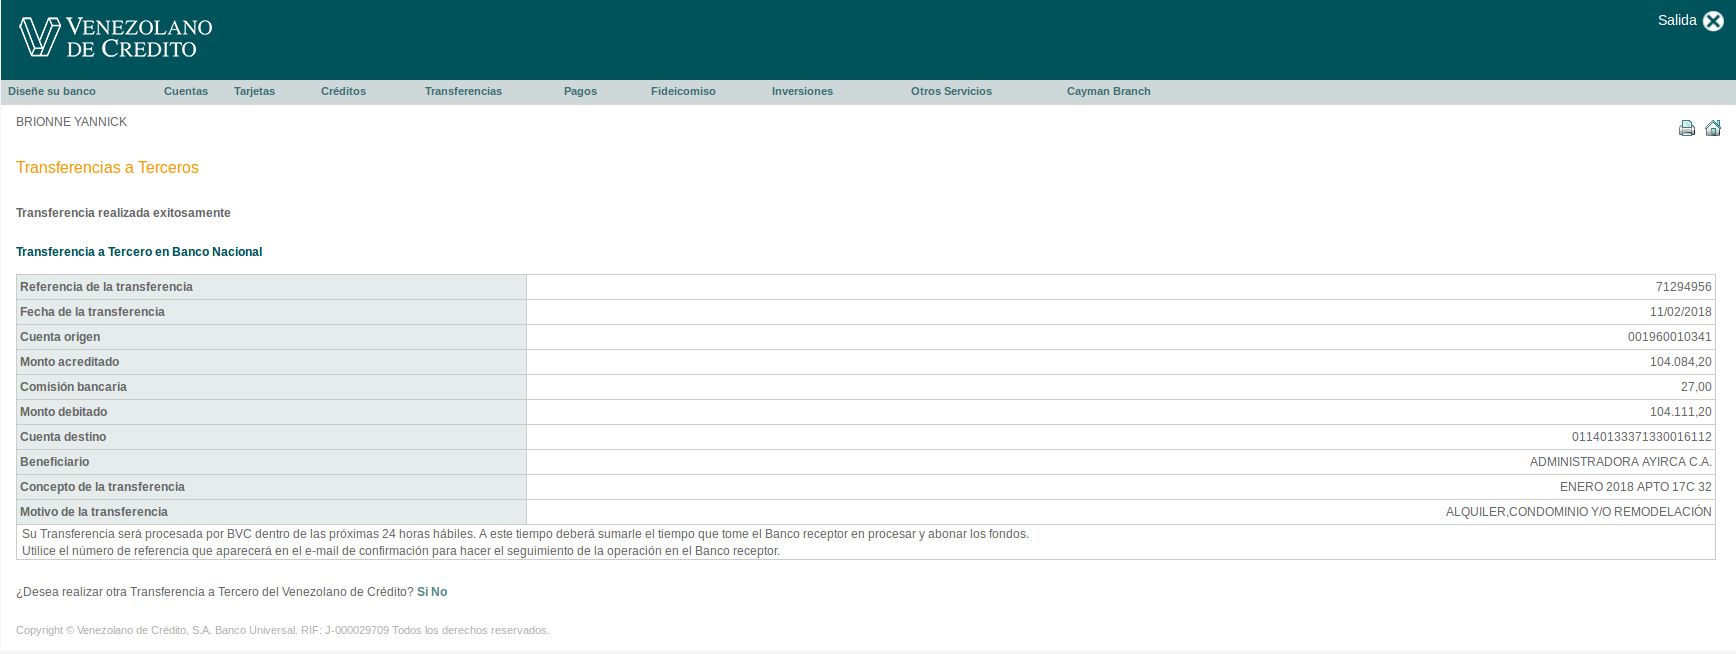 VENEZOLANO
DE CREDITO
Salida
Diseñe su banco Cuentas Tarjetas Créditos Transferencias Pagos Fideicomiso Inversiones Otros Servicios Cayman Branch
BRIONNE YANNICK
Transferencias a Terceros
Transferencia realizada exitosamente
Transferencia a Tercero en Banco Nacional
Referencia de la transferencia 71294956
Fecha de la transferencia 11/02/2018
Cuenta origen 001960010341
Monto acreditado 104.084,20
Comisión bancaria 27,00
Monto debitado 104.111,20
Cuenta destino 01140133371330016112
Beneficiario ADMINISTRADORA AYIRCA C.A.
Concepto de la transferencia ENERO 2018 APTO 17C 32
Motivo de la transferencia ALQUILER,CONDOMINIO Y/O REMODELACIÓN
Su Transferencia será procesada por BVC dentro de las próximas 24 horas hábiles. A este tiempo deberá sumarle el tiempo que tome el Banco receptor en procesar y abonar los fondos.
Utilice el número de referencia que aparecerá en el e-mail de confirmación para hacer el seguimiento de la operación en el Banco receptor.
¿Desea realizar otra Transferencia a Tercero del Venezolano de Crédito? Si No
Copyright © Venezolano de Crédito, S.A. Banco Universal. RIF: J-000029709 Todos los derechos reservados.